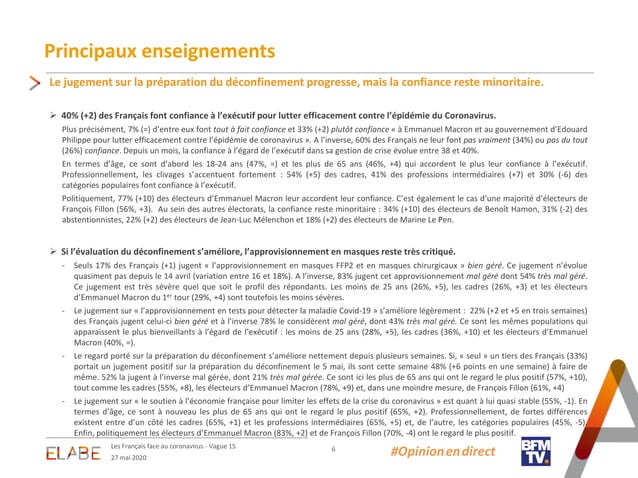 Principaux enseignements
Le jugement sur la préparation du déconfinement progresse, mais la confiance reste minoritaire.
➢ 40% (+2) des Français font confiance à l'exécutif pour lutter efficacement contre l'épidémie du Coronavirus.
Plus précisément, 7% (=) d'entre eux font tout à fait confiance et 33% (+2) plutôt confiance « à Emmanuel Macron et au gouvernement d'Edouard
Philippe pour lutter efficacement contre l'épidémie de coronavirus ». A l'inverse, 60% des Français ne leur font pas vraiment (34%) ou pas du tout
(26%) confiance. Depuis un mois, la confiance à l'égard de l'exécutif dans sa gestion de crise évolue entre 38 et 40%.
En termes d'âge, ce sont d'abord les 18-24 ans (47%, =) et les plus de 65 ans (46%, +4) qui accordent le plus leur confiance à l'exécutif.
Professionnellement, les clivages s'accentuent fortement : 54% (+5) des cadres, 41% des professions intermédiaires (+7) et 30% (-6) des
catégories populaires font confiance à l'exécutif.
Politiquement, 77% (+10) des électeurs d'Emmanuel Macron leur accordent leur confiance. C'est également le cas d'une majorité d'électeurs de
François Fillon (56%, +3). Au sein des autres électorats, la confiance reste minoritaire : 34% (+10) des électeurs de Benoît Hamon, 31% (-2) des
abstentionnistes, 22% (+2) des électeurs de Jean-Luc Mélenchon et 18% (+2) des électeurs de Marine Le Pen.
➢ Si l'évaluation du déconfinement s'améliore, l'approvisionnement en masques reste très critiqué.
- Seuls 17% des Français (+1) jugent « l'approvisionnement en masques FFP2 et en masques chirurgicaux » bien géré. Ce jugement n'évolue
quasiment pas depuis le 14 avril (variation entre 16 et 18%). A l'inverse, 83% jugent cet approvisionnement mal géré dont 54% très mal géré.
Ce jugement est très sévère quel que soit le profil des répondants. Les moins de 25 ans (26%, +5), les cadres (26%, +3) et les électeurs
d'Emmanuel Macron du 1er tour (29%, +4) sont toutefois les moins sévères.
- Le jugement sur « l'approvisionnement en tests pour détecter la maladie Covid-19 » s'améliore légèrement : 22% (+2 et +5 en trois semaines)
des Français jugent celui-ci bien géré et à l'inverse 78% le considèrent mal géré, dont 43% très mal géré. Ce sont les mêmes populations qui
apparaissent le plus bienveillants à l'égard de l'exécutif : les moins de 25 ans (28%, +5), les cadres (36%, +10) et les électeurs d'Emmanuel
Macron (40%, =).
- Le regard porté sur la préparation du déconfinement s'améliore nettement depuis plusieurs semaines. Si, « seul » un tiers des Français (33%)
portait un jugement positif sur la préparation du déconfinement le 5 mai, ils sont cette semaine 48% (+6 points en une semaine) à faire de
même. 52% la jugent à l'inverse mal gérée, dont 21% très mal gérée. Ce sont ici les plus de 65 ans qui ont le regard le plus positif (57%, +10),
tout comme les cadres (55%, +8), les électeurs d'Emmanuel Macron (78%, +9) et, dans une moindre mesure, de François Fillon (61%, +4)
- Le jugement sur « le soutien à l'économie française pour limiter les effets de la crise du coronavirus » est quant à lui quasi stable (55%, -1). En
termes d'âge, ce sont à nouveau les plus de 65 ans qui ont le regard le plus positif (65%, +2). Professionnellement, de fortes différences
existent entre d'un côté les cadres (65%, +1) et les professions intermédiaires (65%, +5) et, de l'autre, les catégories populaires (45%, -5).
Enfin, politiquement les électeurs d'Emmanuel Macron (83%, +2) et de François Fillon (70%, -4) ont le regard le plus positif.
ELABE
Les Français face au coronavirus - Vague 15
27 mai 2020
6
#Opinionendirect
BFM
TV.